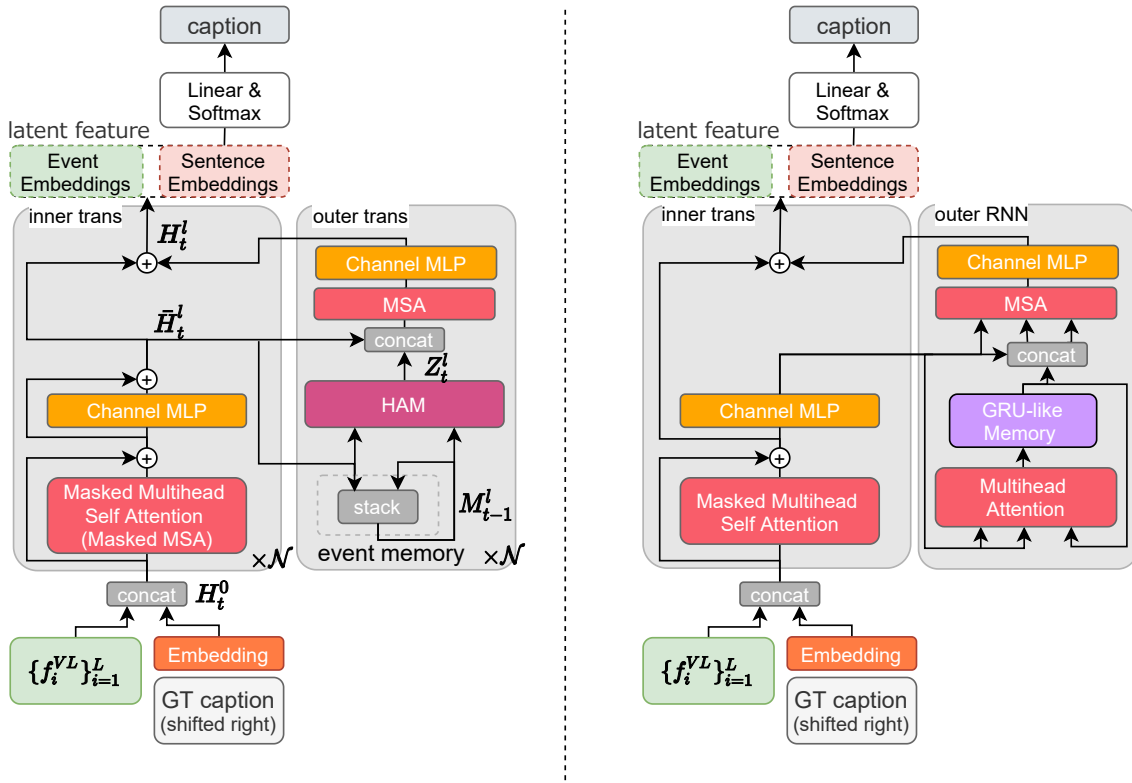 caption
Linear &
Softmax
latent feature
Event
Embeddings
Sentence
Embeddings
inner trans
outer trans
H_t^l
+
Channel MLP
MSA
H̄_t^l
concat
Z_t^l
+
Channel MLP
HAM
+
Masked Multihead
Self Attention
(Masked MSA)
stack
M_{t-1}^l
event memory
×N
×N
concat
H_t^0
{f_i^{VL}}_{i=1}^L
Embedding
GT caption
(shifted right)
caption
Linear &
Softmax
latent feature
Event
Embeddings
Sentence
Embeddings
inner trans
outer RNN
+
Channel MLP
MSA
concat
Channel MLP
GRU-like
Memory
+
Masked Multihead
Self Attention
Multihead
Attention
concat
{f_i^{VL}}_{i=1}^L
Embedding
GT caption
(shifted right)